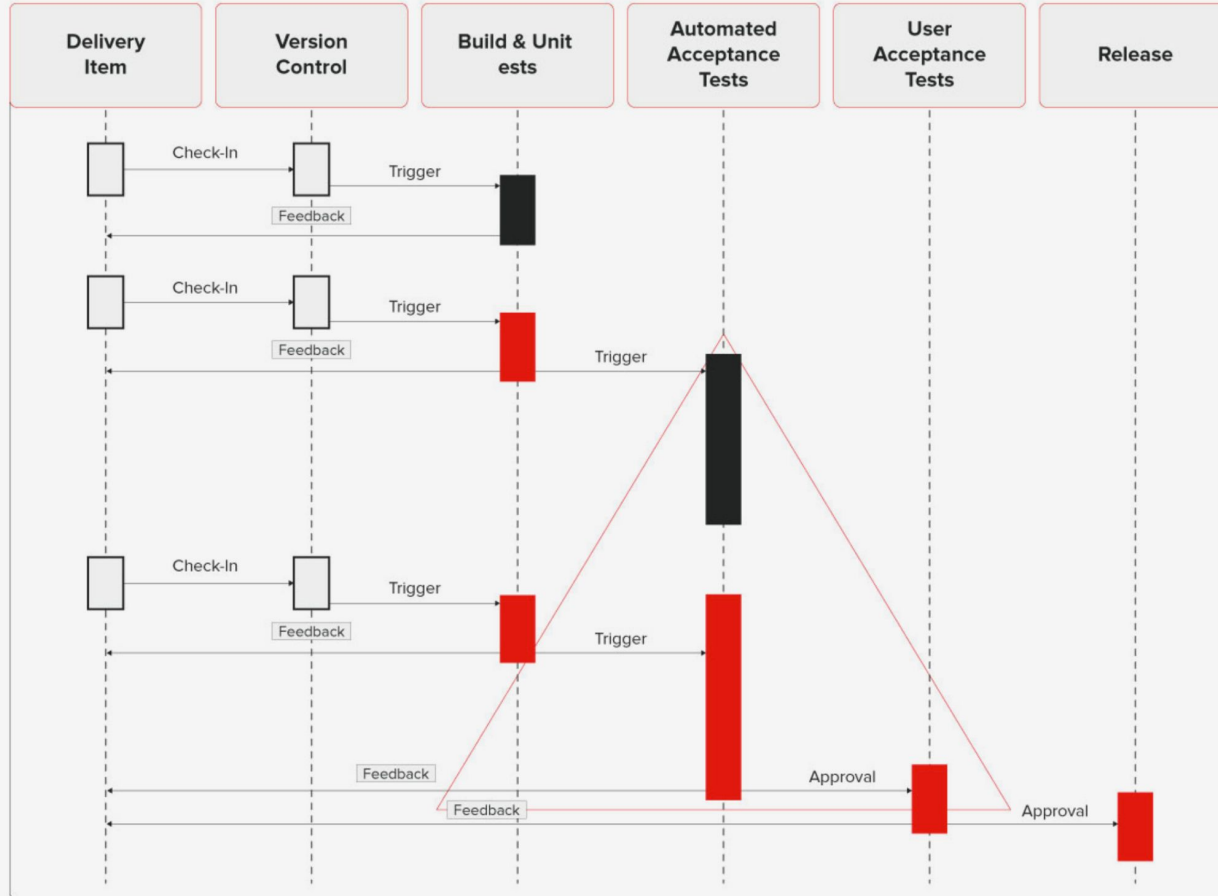 Delivery
Item
Version
Control
Build & Unit
ests
Automated
Acceptance
Tests
User
Acceptance
Tests
Release
Check-In
Trigger
Feedback
Check-In
Trigger
Feedback
Trigger
Check-In
Trigger
Feedback
Trigger
Feedback
Approval
Feedback
Approval